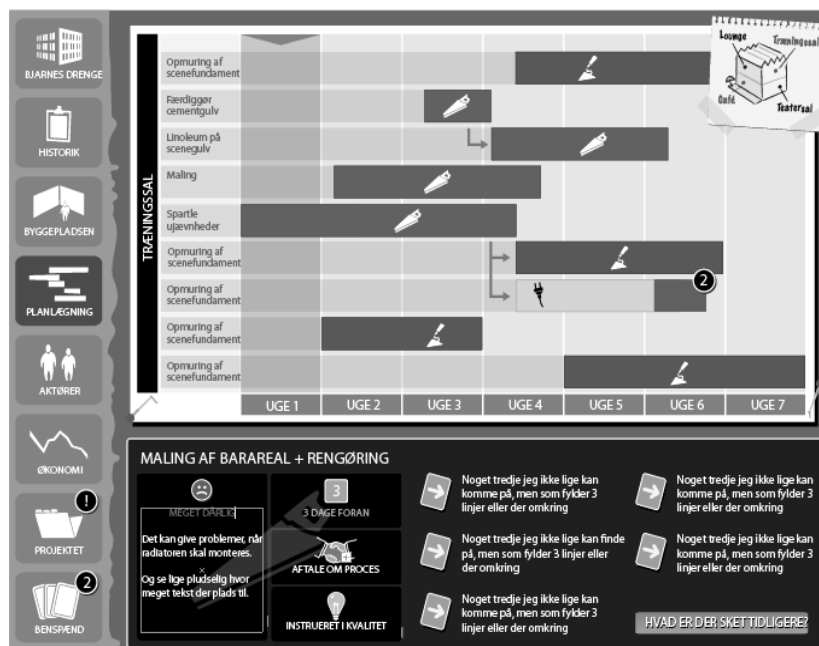 BJARNES DRENGE
HISTORIK
BYGGEPLADSEN
PLANLÆGNING
AKTØRER
ØKONOMI
!
PROJEKTET
2
BENSPÆND
TRÆNINGSSAL
Opmuring af
scenefundament
Færdiggør
cementgulv
Linoleum på
scenegulv
Maling
Spartle
ujævnheder
Opmuring af
scenefundament
Opmuring af
scenefundament
2
Opmuring af
scenefundament
Opmuring af
scenefundament
UGE 1
UGE 2
UGE 3
UGE 4
UGE 5
UGE 6
UGE 7
Lounge
Træningssal
Café
Teatersal
MALING AF BARAREAL + RENGØRING
MEGET DÅRLIG
Det kan give problemer, når
radiatoren skal monteres.
Og se lige pludselig hvor
meget tekst der plads til.
3
3 DAGE FORAN
AFTALE OM PROCES
INSTRUERET I KVALITET
Noget tredje jeg ikke lige kan
komme på, men som fylder 3
linjer eller der omkring
Noget tredje jeg ikke lige kan finde
på, men som fylder 3 linjer eller
der omkring
Noget tredje jeg ikke lige kan
komme på, men som fylder 3
linjer eller der omkring
Noget tredje jeg ikke lige kan
komme på, men som fylder 3
linjer eller der omkring
Noget tredje jeg ikke lige kan
komme på, men som fylder 3
linjer eller der omkring
HVAD ER DER SKET TIDLIGERE?